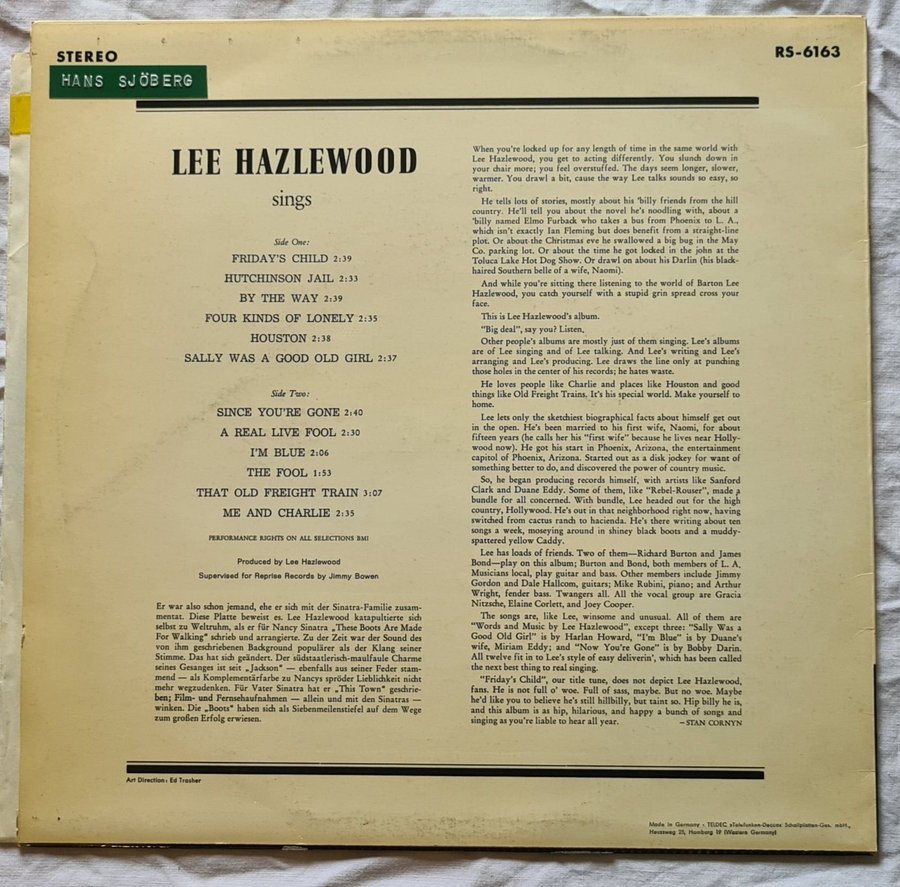 STEREO
RS-6163
HANS SJÖBERG
LEE HAZLEWOOD
sings
Side One:
FRIDAY'S CHILD 2:39
HUTCHINSON JAIL 2:33
BY THE WAY 2:39
FOUR KINDS OF LONELY 2:35
HOUSTON 2:38
SALLY WAS A GOOD OLD GIRL 2:37
Side Two:
SINCE YOU'RE GONE 2:40
A REAL LIVE FOOL 2:30
I'M BLUE 2:06
THE FOOL 1:53
THAT OLD FREIGHT TRAIN 3:07
ME AND CHARLIE 2:35
PERFORMANCE RIGHTS ON ALL SELECTIONS BMI
Produced by Lee Hazlewood
Supervised for Reprise Records by Jimmy Bowen
Er war also schon jemand, ehe er sich mit der Sinatra-Familie zusam-
mentat. Diese Platte beweist es. Lee Hazlewood katapultierte sich
selbst zu Weltruhm, als er für Nancy Sinatra „These Boots Are Made
For Walking" schrieb und arrangierte. Zu der Zeit war der Sound des
von ihm geschriebenen Background populärer als der Klang seiner
Stimme. Das hat sich geändert. Der südstaatlerisch-maulfaule Charme
seines Gesanges ist seit „Jackson" — ebenfalls aus seiner Feder stam-
mend — als Komplementärfarbe zu Nancys spröder Lieblichkeit nicht
mehr wegzudenken. Für Vater Sinatra hat er „This Town" geschrie-
ben; Film- und Fernsehaufnahmen — allein und mit den Sinatras —
winken. Die „Boots" haben sich als Siebenmeilenstiefel auf dem Wege
zum großen Erfolg erwiesen.
When you're locked up for any length of time in the same world with
Lee Hazlewood, you get to acting differently. You slunch down in
your chair more; you feel overstuffed. The days seem longer, slower,
warmer. You drawl a bit, cause the way Lee talks sounds so easy, so
right.
He tells lots of stories, mostly about his 'billy friends from the hill
country. He'll tell you about the novel he's noodling with, about a
'billy named Elmo Furback who takes a bus from Phoenix to L. A.,
which isn't exactly Ian Fleming but does benefit from a straight-line
plot. Or about the Christmas eve he swallowed a big bug in the May
Co. parking lot. Or about the time he got locked in the john at the
Toluca Lake Hot Dog Show. Or drawl on about his Darlin (his black-
haired Southern belle of a wife, Naomi).
And while you're sitting there listening to the world of Barton Lee
Hazlewood, you catch yourself with a stupid grin spread cross your
face.
This is Lee Hazlewood's album.
"Big deal", say you? Listen.
Other people's albums are mostly just of them singing. Lee's albums
are of Lee singing and of Lee talking. And Lee's writing and Lee's
arranging and Lee's producing. Lee draws the line only at punching
those holes in the center of his records; he hates waste.
He loves people like Charlie and places like Houston and good
things like Old Freight Trains. It's his special world. Make yourself to
home.
Lee lets only the sketchiest biographical facts about himself get out
in the open. He's been married to his first wife, Naomi, for about
fifteen years (he calls her his "first wife" because he lives near Holly-
wood now). He got his start in Phoenix, Arizona, the entertainment
capitol of Phoenix, Arizona. Started out as a disk jockey for want of
something better to do, and discovered the power of country music.
So, he began producing records himself, with artists like Sanford
Clark and Duane Eddy. Some of them, like "Rebel-Rouser", made a
bundle for all concerned. With bundle, Lee headed out for the high
country, Hollywood. He's out in that neighborhood right now, having
switched from cactus ranch to hacienda. He's there writing about ten
songs a week, moseying around in shiney black boots and a muddy-
spattered yellow Caddy.
Lee has loads of friends. Two of them—Richard Burton and James
Bond—play on this album; Burton and Bond, both members of L. A.
Musicians local, play guitar and bass. Other members include Jimmy
Gordon and Dale Hallcom, guitars; Mike Rubini, piano; and Arthur
Wright, fender bass. Twangers all. All the vocal group are Gracia
Nitzsche, Elaine Corlett, and Joey Cooper.
The songs are, like Lee, winsome and unusual. All of them are
"Words and Music by Lee Hazlewood", except three: "Sally Was a
Good Old Girl" is by Harlan Howard, "I'm Blue" is by Duane's
wife, Miriam Eddy; and "Now You're Gone" is by Bobby Darin.
All twelve fit in to Lee's style of easy deliverin', which has been called
the next best thing to real singing.
"Friday's Child", our title tune, does not depict Lee Hazlewood,
fans. He is not full o' woe. Full of sass, maybe. But no woe. Maybe
he'd like you to believe he's still hillbilly, but taint so. Hip billy he is,
and this album is as hip, hilarious, and happy a bunch of songs and
singing as you're liable to hear all year. —STAN CORNYN
Art Direction: Ed Trasher
Made in Germany - TELDEC »Telefunken-Decca« Schallplatten-Ges. mbH.,
Heussweg 25, Hamburg 19 (Western Germany)